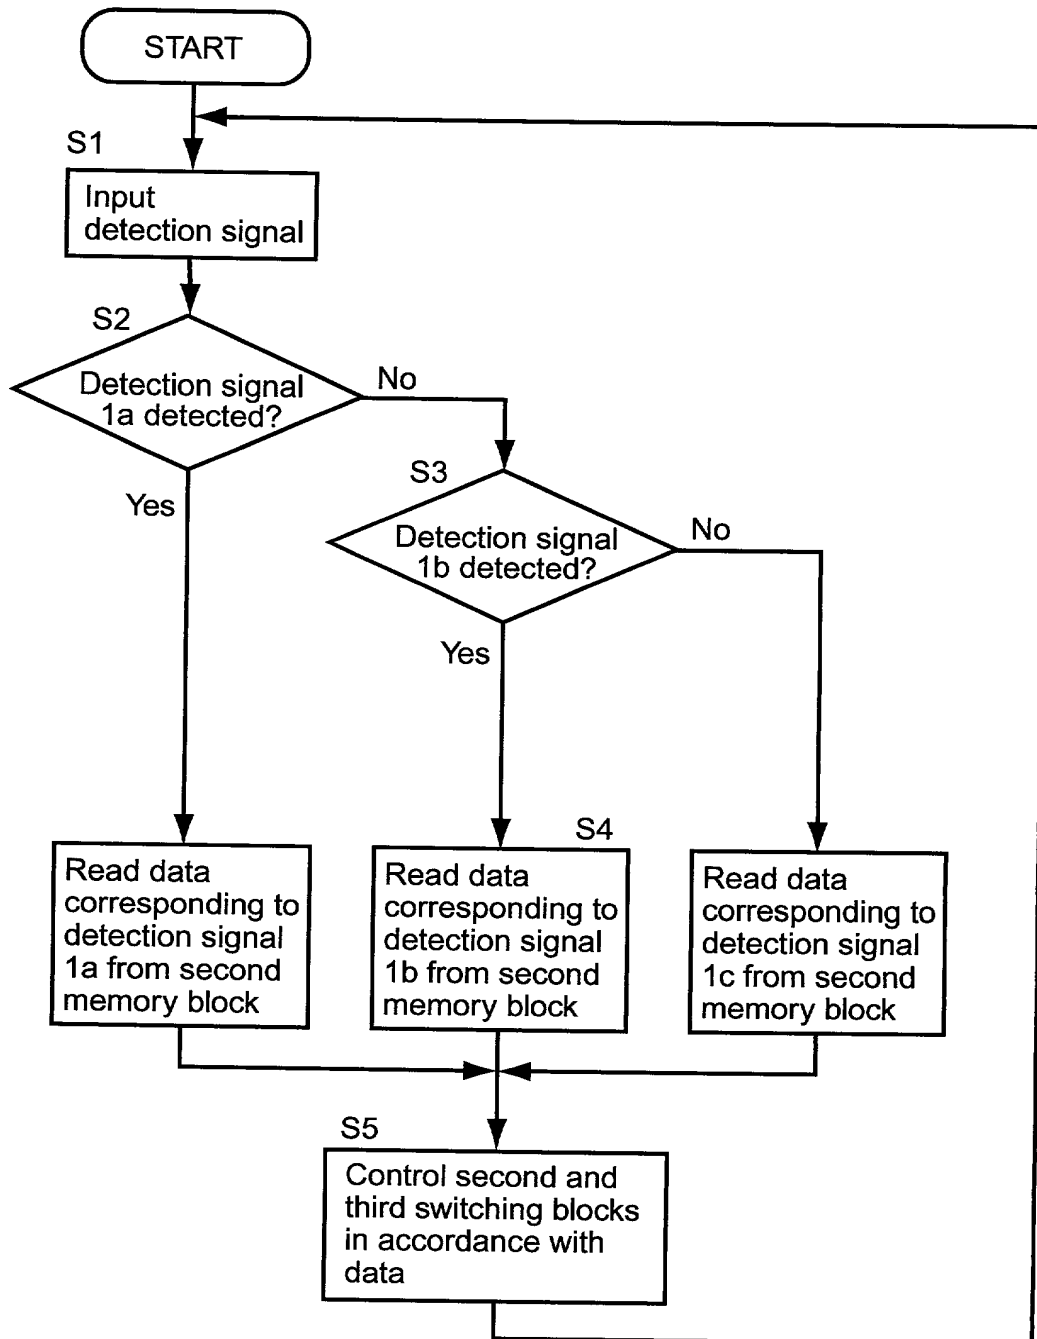 START
S1
Input
detection signal
S2
Detection signal
1a detected?
No
Yes
S3
Detection signal
1b detected?
No
Yes
S4
Read data
corresponding to
detection signal
1a from second
memory block
Read data
corresponding to
detection signal
1b from second
memory block
Read data
corresponding to
detection signal
1c from second
memory block
S5
Control second and
third switching blocks
in accordance with
data